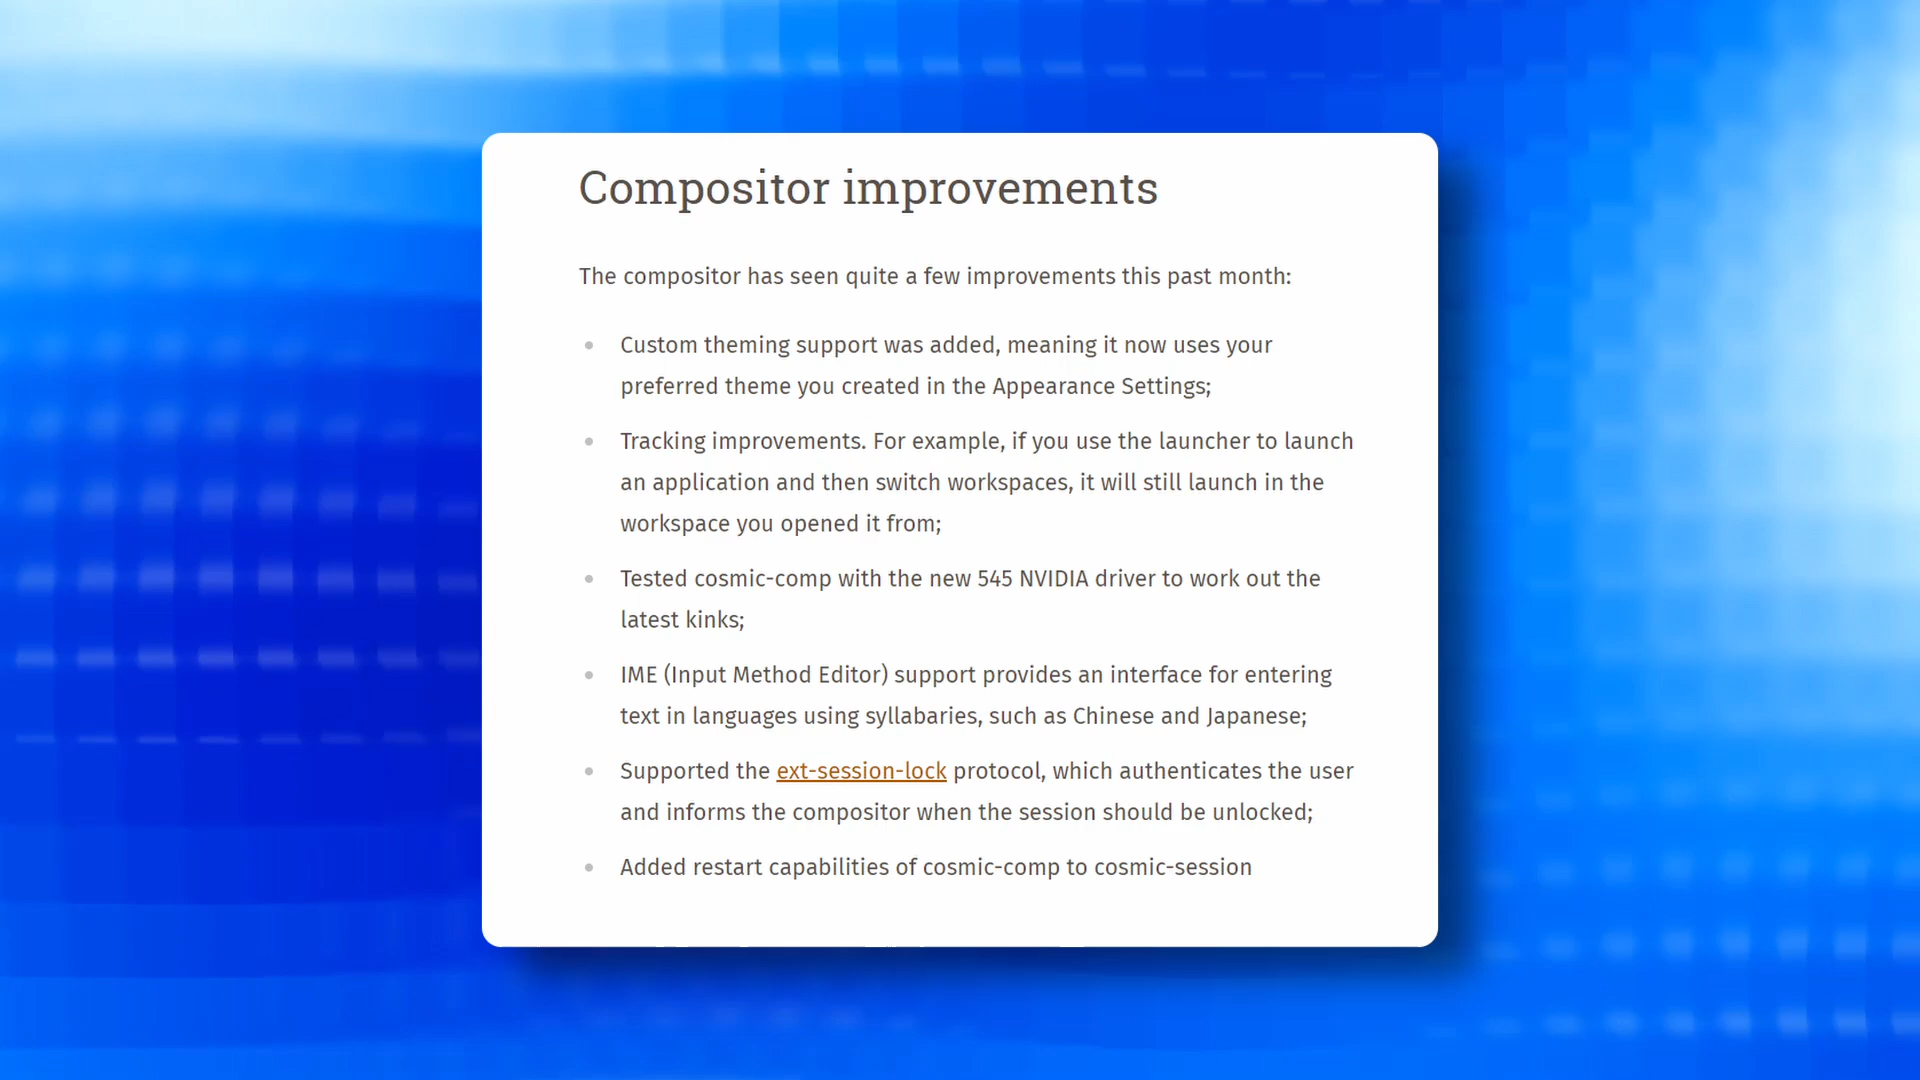 Compositor improvements
The compositor has seen quite a few improvements this past month:
Custom theming support was added, meaning it now uses your
preferred theme you created in the Appearance Settings;
Tracking improvements. For example, if you use the launcher to launch
an application and then switch workspaces, it will still launch in the
workspace you opened it from;
Tested cosmic-comp with the new 545 NVIDIA driver to work out the
latest kinks;
IME (Input Method Editor) support provides an interface for entering
text in languages using syllabaries, such as Chinese and Japanese;
Supported the ext-session-lock protocol, which authenticates the user
and informs the compositor when the session should be unlocked;
Added restart capabilities of cosmic-comp to cosmic-session